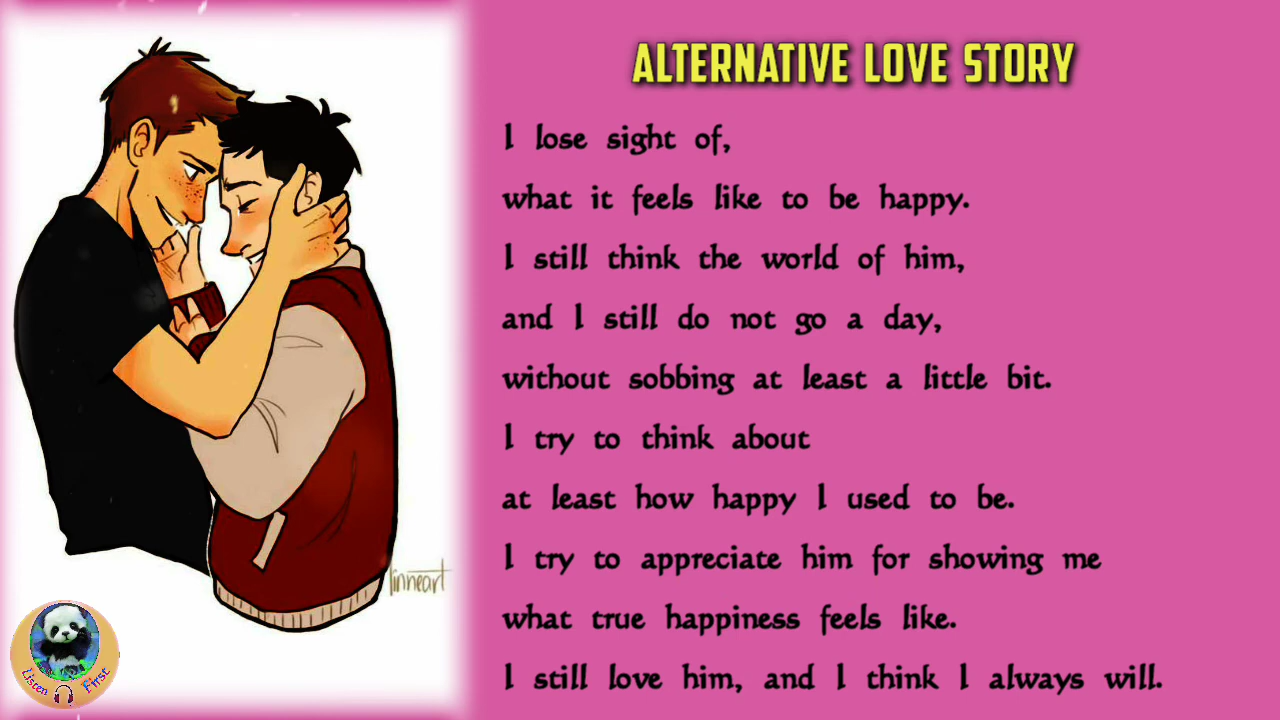 ALTERNATIVE LOVE STORY
I lose sight of,
what it feels like to be happy.
I still think the world of him,
and I still do not go a day,
without sobbing at least a little bit.
I try to think about
at least how happy I used to be.
I try to appreciate him for showing me
what true happiness feels like.
I still love him, and I think I always will.
linneart
Listen First